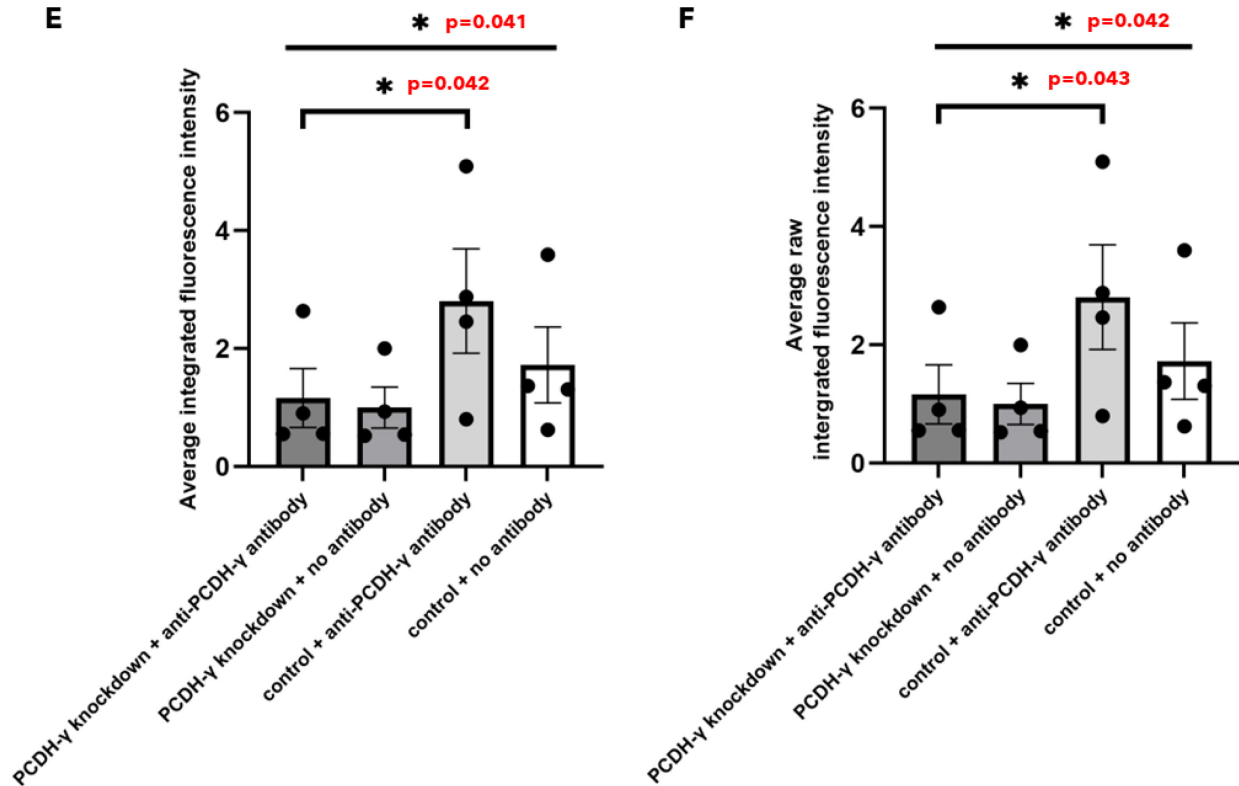 E
* p=0.041
* p=0.042
Average integrated fluorescence intensity
6
4
2
0
PCDH-γ knockdown + anti-PCDH-γ antibody
PCDH-γ knockdown + no antibody
control + anti-PCDH-γ antibody
control + no antibody
F
* p=0.042
* p=0.043
Average raw
intergrated fluorescence intensity
6
4
2
0
PCDH-γ knockdown + anti-PCDH-γ antibody
PCDH-γ knockdown + no antibody
control + anti-PCDH-γ antibody
control + no antibody